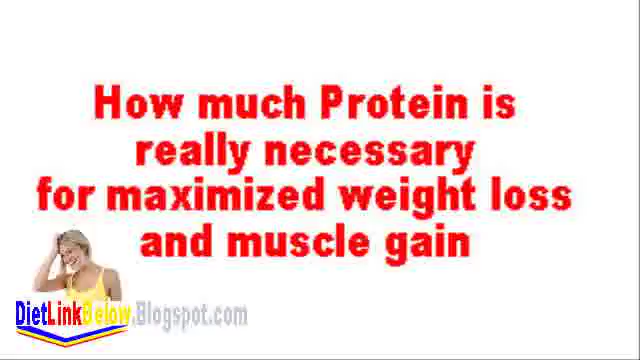 How much Protein is
really necessary
for maximized weight loss
and muscle gain
DietLinkBelow.Blogspot.com